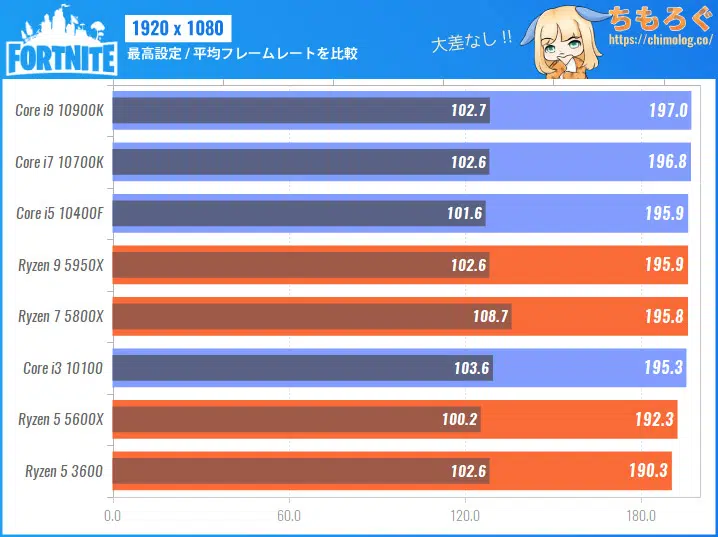 FORTNITE
1920 x 1080
最高設定 / 平均フレームレートを比較
大差なし !!
ちもろぐ
https://chimolog.co/
Core i9 10900K 102.7 197.0
Core i7 10700K 102.6 196.8
Core i5 10400F 101.6 195.9
Ryzen 9 5950X 102.6 195.9
Ryzen 7 5800X 108.7 195.8
Core i3 10100 103.6 195.3
Ryzen 5 5600X 100.2 192.3
Ryzen 5 3600 102.6 190.3
0.0 60.0 120.0 180.0